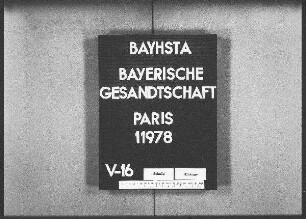 BAYHSTA
BAYERISCHE
GESANDTSCHAFT
PARIS
11978
V-16